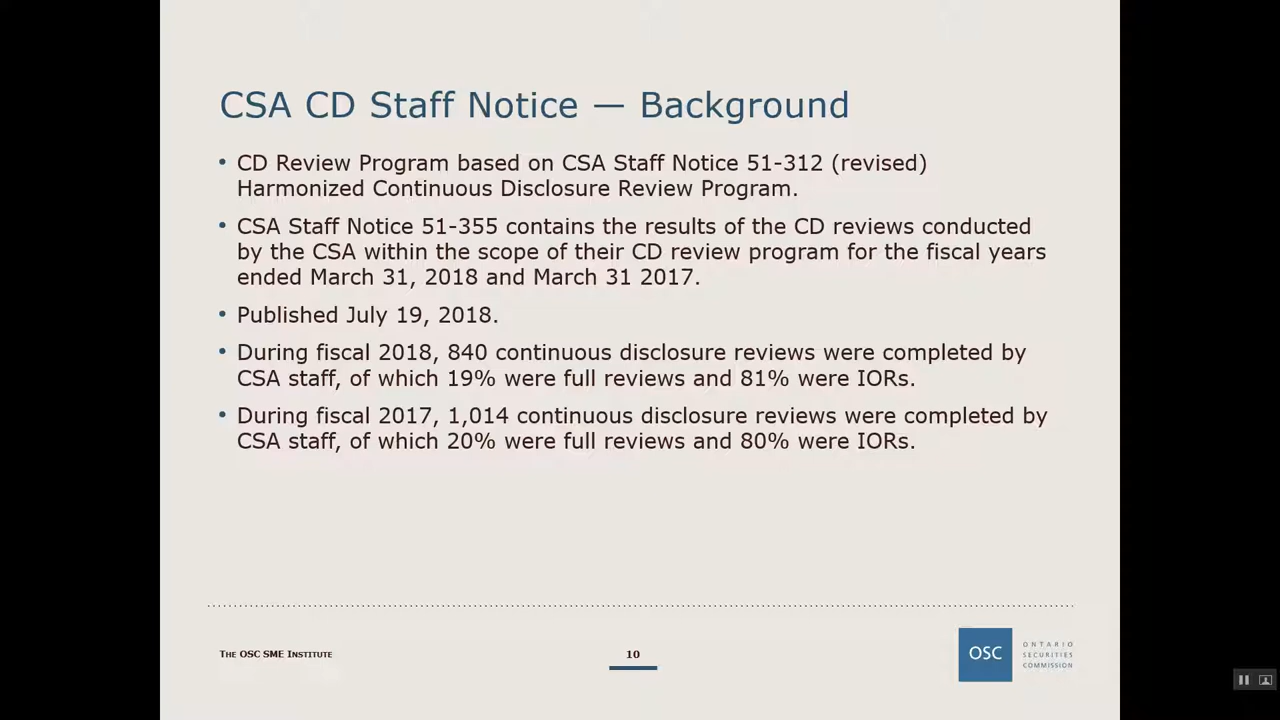 CSA CD Staff Notice — Background
• CD Review Program based on CSA Staff Notice 51-312 (revised)
Harmonized Continuous Disclosure Review Program.
• CSA Staff Notice 51-355 contains the results of the CD reviews conducted
by the CSA within the scope of their CD review program for the fiscal years
ended March 31, 2018 and March 31 2017.
• Published July 19, 2018.
• During fiscal 2018, 840 continuous disclosure reviews were completed by
CSA staff, of which 19% were full reviews and 81% were IORs.
• During fiscal 2017, 1,014 continuous disclosure reviews were completed by
CSA staff, of which 20% were full reviews and 80% were IORs.
THE OSC SME INSTITUTE
10
OSC
ONTARIO
SECURITIES
COMMISSION